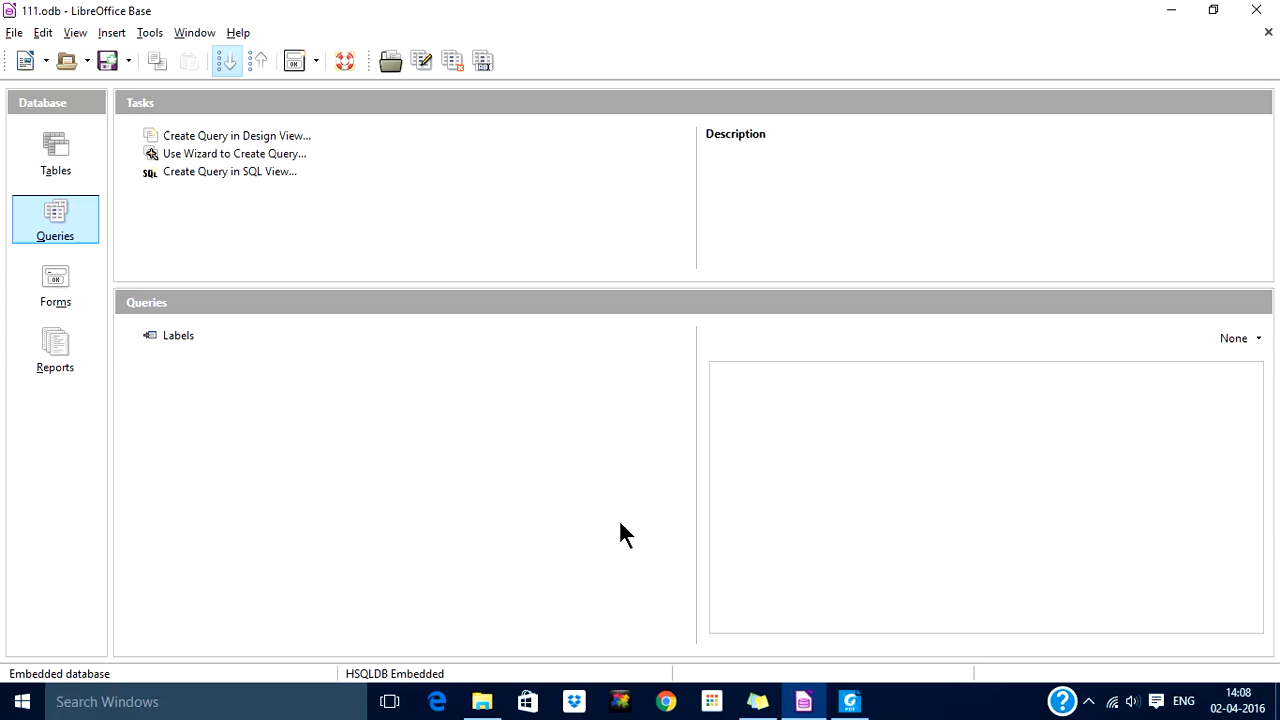 111.odb - LibreOffice Base
File Edit View Insert Tools Window Help
Database
Tables
Queries
Forms
Reports
Tasks
Create Query in Design View...
Use Wizard to Create Query...
SQL Create Query in SQL View...
Description
Queries
Labels
None
Embedded database HSQLDB Embedded
Search Windows
ENG
14:08
02-04-2016